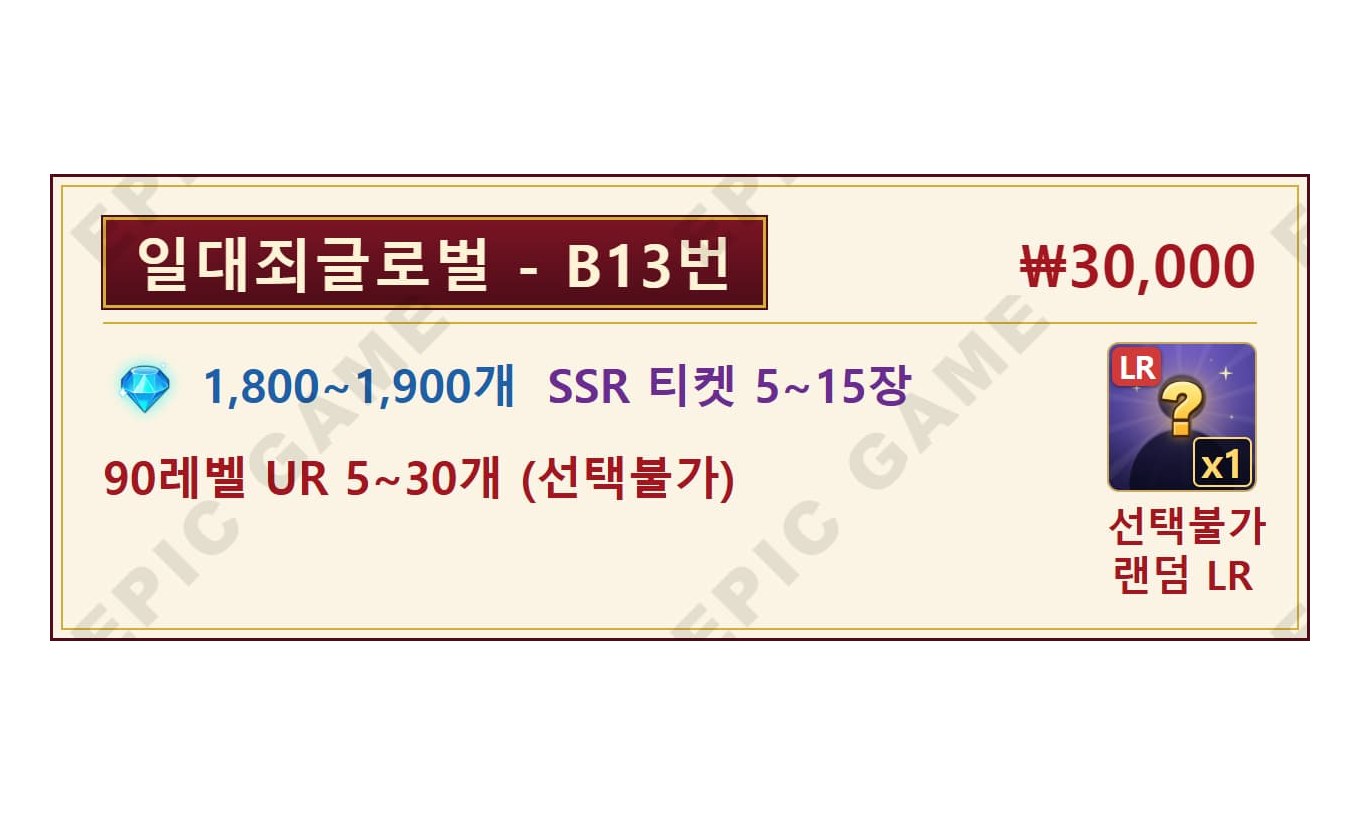 일대죄글로벌 - B13번
₩30,000
1,800~1,900개 SSR 티켓 5~15장
90레벨 UR 5~30개 (선택불가)
LR
?
x1
선택불가
랜덤 LR
EPIC GAME
EPIC GAME